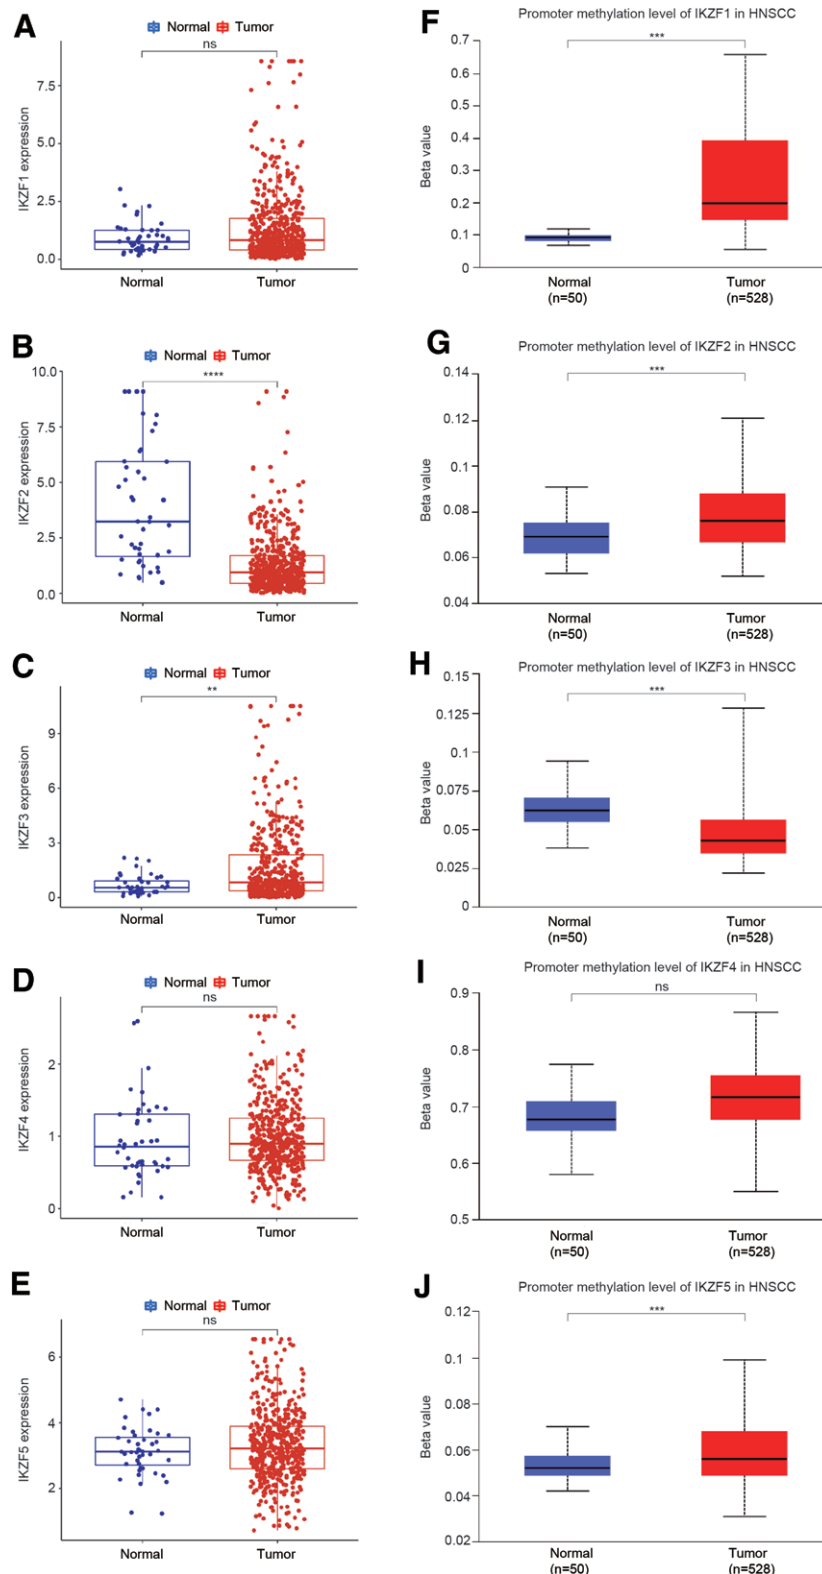 A
Normal Tumor
ns
IKZF1 expression
7.5
5.0
2.5
0.0
Normal Tumor
F
Promoter methylation level of IKZF1 in HNSCC
***
Beta value
0.7
0.6
0.5
0.4
0.3
0.2
0.1
0
Normal Tumor
(n=50) (n=528)
B
Normal Tumor
****
IKZF2 expression
10.0
7.5
5.0
2.5
0.0
Normal Tumor
G
Promoter methylation level of IKZF2 in HNSCC
***
Beta value
0.14
0.12
0.1
0.08
0.06
0.04
Normal Tumor
(n=50) (n=528)
C
Normal Tumor
**
IKZF3 expression
9
6
3
0
Normal Tumor
H
Promoter methylation level of IKZF3 in HNSCC
***
Beta value
0.15
0.125
0.1
0.075
0.05
0.025
0
Normal Tumor
(n=50) (n=528)
D
Normal Tumor
ns
IKZF4 expression
2
1
0
Normal Tumor
I
Promoter methylation level of IKZF4 in HNSCC
ns
Beta value
0.9
0.8
0.7
0.6
0.5
Normal Tumor
(n=50) (n=528)
E
Normal Tumor
ns
IKZF5 expression
6
4
2
Normal Tumor
J
Promoter methylation level of IKZF5 in HNSCC
***
Beta value
0.12
0.1
0.08
0.06
0.04
0.02
Normal Tumor
(n=50) (n=528)